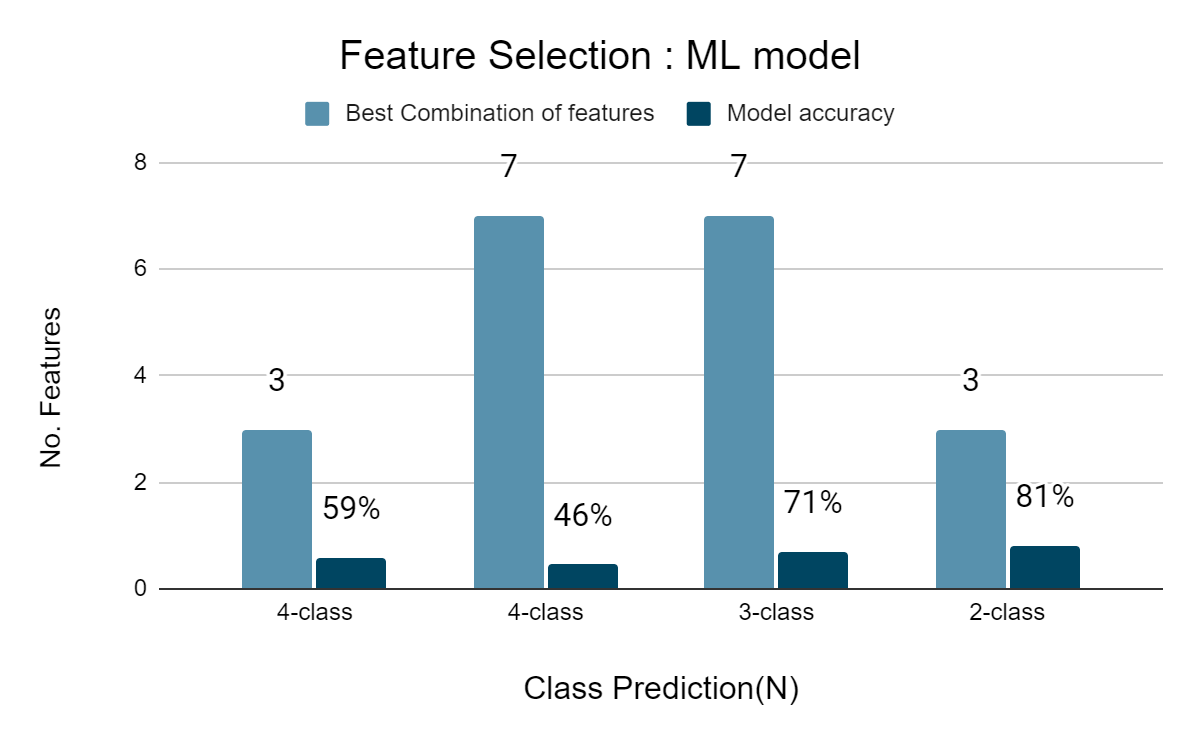 Feature Selection : ML model
Best Combination of features Model accuracy
8
7 7
6
4
3 3
2
59% 46% 71% 81%
0
4-class 4-class 3-class 2-class
No. Features
Class Prediction(N)